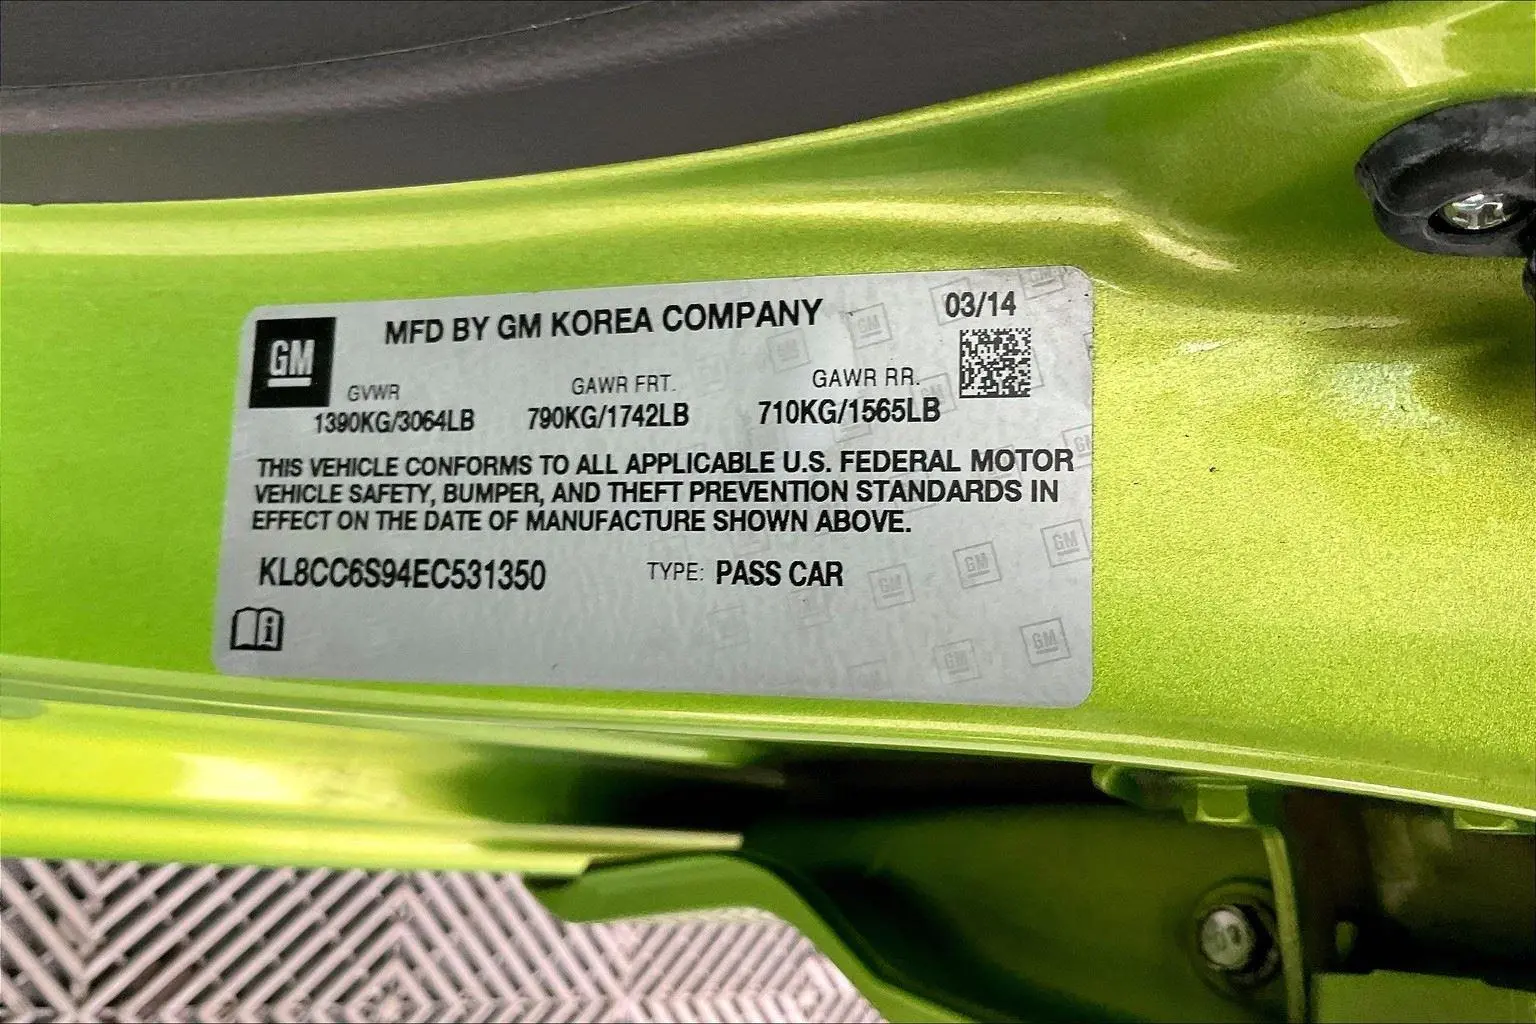 GM
MFD BY GM KOREA COMPANY
03/14
GVWR GAWR FRT. GAWR RR.
1390KG/3064LB 790KG/1742LB 710KG/1565LB
THIS VEHICLE CONFORMS TO ALL APPLICABLE U.S. FEDERAL MOTOR
VEHICLE SAFETY, BUMPER, AND THEFT PREVENTION STANDARDS IN
EFFECT ON THE DATE OF MANUFACTURE SHOWN ABOVE.
KL8CC6S94EC531350 TYPE: PASS CAR